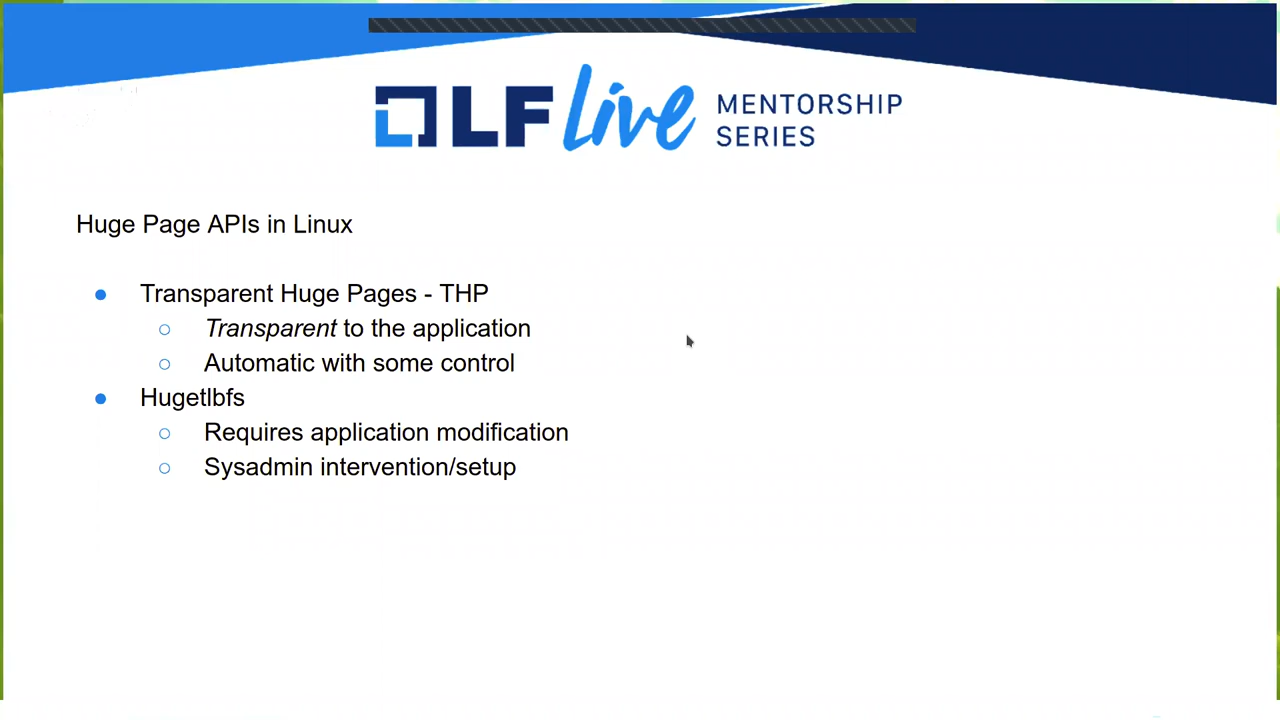 LF Live MENTORSHIP
SERIES
Huge Page APIs in Linux
● Transparent Huge Pages - THP
○ Transparent to the application
○ Automatic with some control
● Hugetlbfs
○ Requires application modification
○ Sysadmin intervention/setup